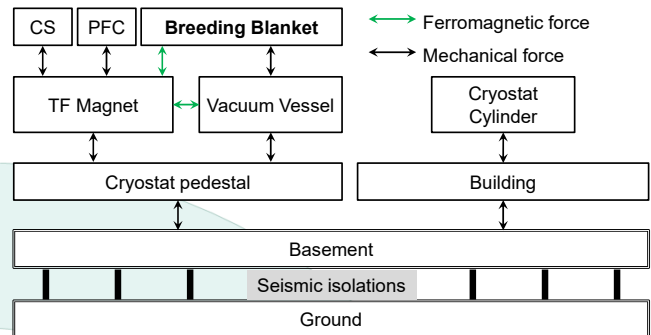 CS
PFC
Breeding Blanket
Ferromagnetic force
Mechanical force
TF Magnet
Vacuum Vessel
Cryostat
Cylinder
Cryostat pedestal
Building
Basement
Seismic isolations
Ground